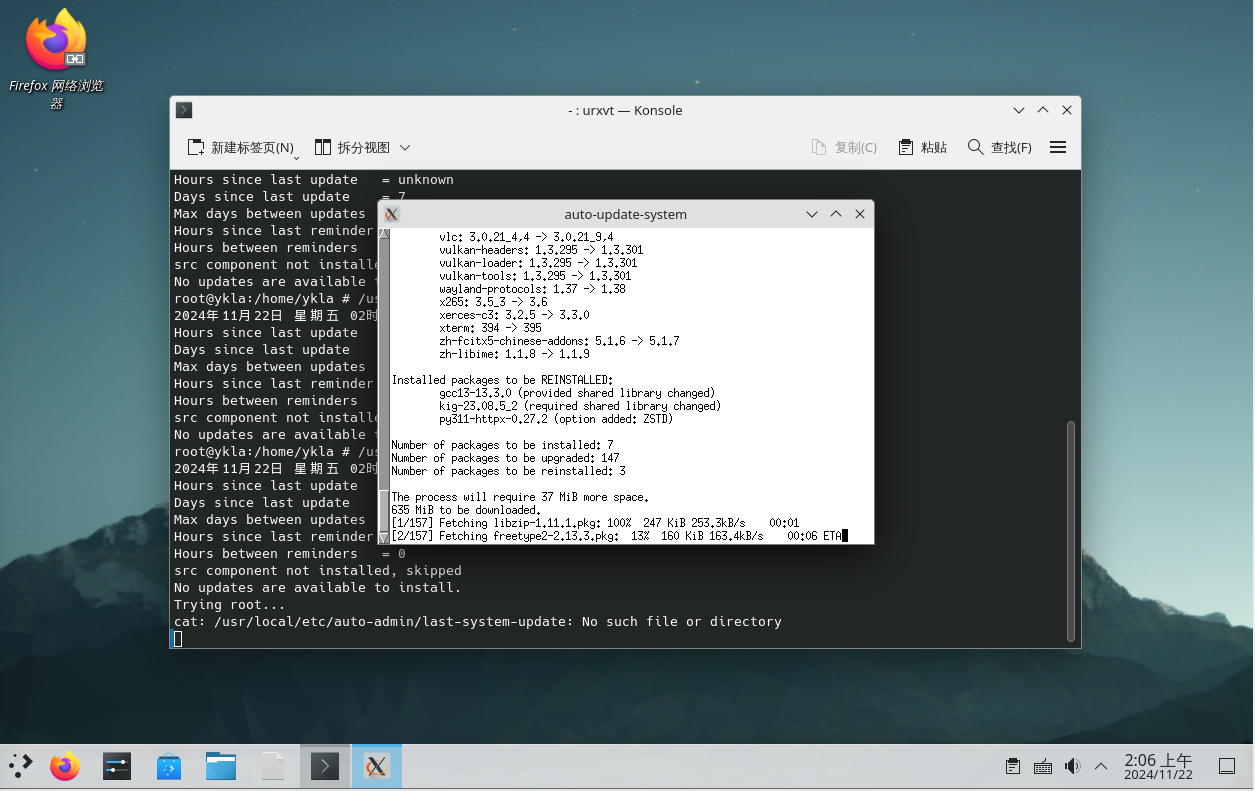 Firefox 网络浏览
器
- : urxvt — Konsole
新建标签页(N)
拆分视图
复制(C)
粘贴
查找(F)
Hours since last update   = unknown
Days since last update    = 7
Max days between updates
Hours since last reminder
Hours between reminders
src component not installe
No updates are available
root@ykla:/home/ykla # /us
2024年11月22日 星期五 02时
Hours since last update
Days since last update
Max days between updates
Hours since last reminder
Hours between reminders
src component not installe
No updates are available
root@ykla:/home/ykla # /us
2024年11月22日 星期五 02时
Hours since last update
Days since last update
Max days between updates
Hours since last reminder
Hours between reminders   = 0
src component not installed, skipped
No updates are available to install.
Trying root...
cat: /usr/local/etc/auto-admin/last-system-update: No such file or directory
auto-update-system
vlc: 3.0.21_4,4 -> 3.0.21_9,4
vulkan-headers: 1.3.295 -> 1.3.301
vulkan-loader: 1.3.295 -> 1.3.301
vulkan-tools: 1.3.295 -> 1.3.301
wayland-protocols: 1.37 -> 1.38
x265: 3.5_3 -> 3.6
xerces-c3: 3.2.5 -> 3.3.0
xterm: 394 -> 395
zh-fcitx5-chinese-addons: 5.1.6 -> 5.1.7
zh-libime: 1.1.8 -> 1.1.9
Installed packages to be REINSTALLED:
gcc13-13.3.0 (provided shared library changed)
kig-23.08.5_2 (required shared library changed)
py311-httpx-0.27.2 (option added: ZSTD)
Number of packages to be installed: 7
Number of packages to be upgraded: 147
Number of packages to be reinstalled: 3
The process will require 37 MiB more space.
635 MiB to be downloaded.
[1/157] Fetching libzip-1.11.1.pkg: 100%  247 KiB 253.3kB/s    00:01
[2/157] Fetching freetype2-2.13.3.pkg:  13%  160 KiB 163.4kB/s    00:06 ETA
2:06 上午
2024/11/22